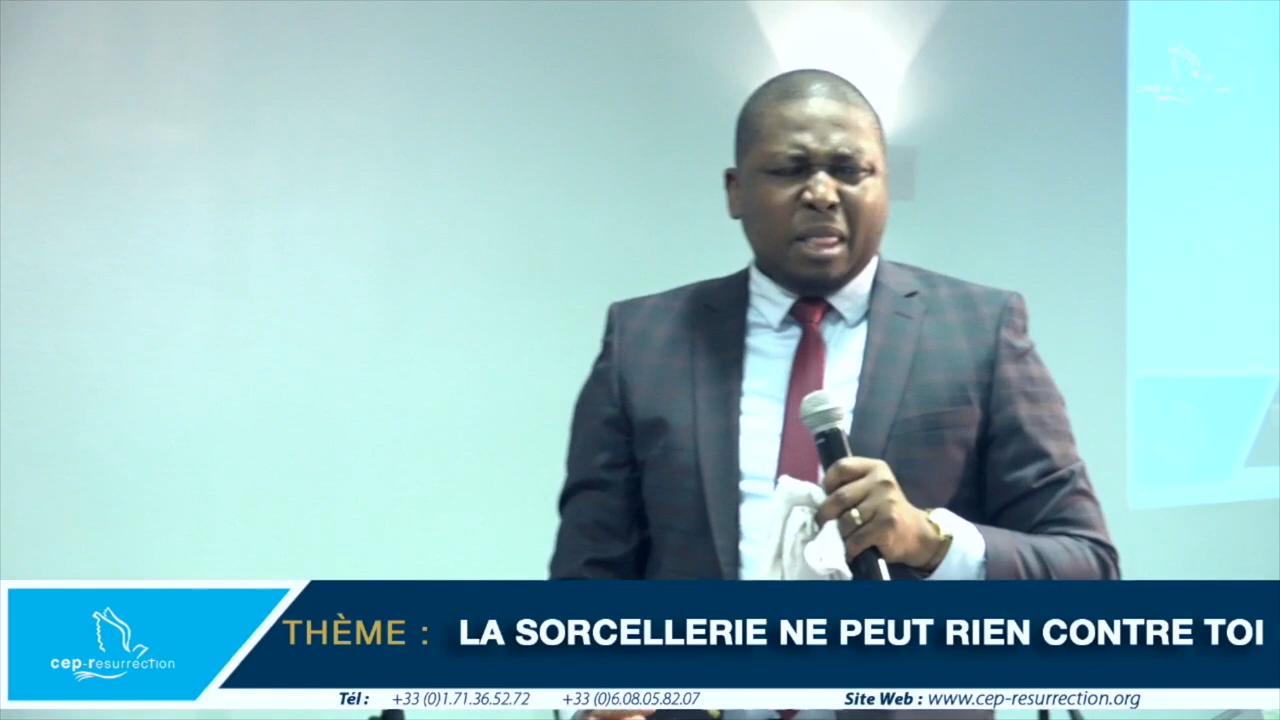 THÈME : LA SORCELLERIE NE PEUT RIEN CONTRE TOI
cep-résurrection
Tél : +33 (0)1.71.36.52.72 +33 (0)6.08.05.82.07 Site Web : www.cep-resurrection.org